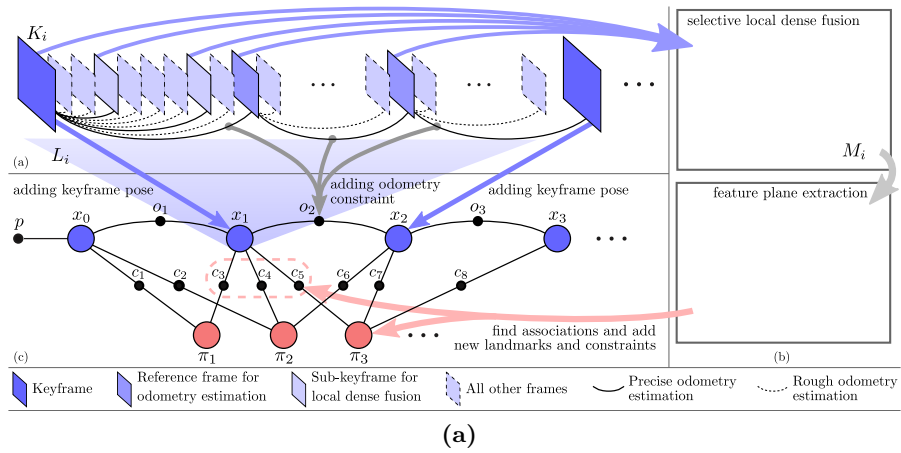 K_i
...
...
...
selective local dense fusion
M_i
(a)
L_i
adding keyframe pose
adding odometry
constraint
adding keyframe pose
feature plane extraction
p
x_0
o_1
x_1
o_2
x_2
o_3
x_3
...
c_1
c_2
c_3
c_4
c_5
c_6
c_7
c_8
π_1
π_2
π_3
...
find associations and add
new landmarks and constraints
(c)
(b)
Keyframe
Reference frame for
odometry estimation
Sub-keyframe for
local dense fusion
All other frames
Precise odometry
estimation
Rough odometry
estimation
(a)